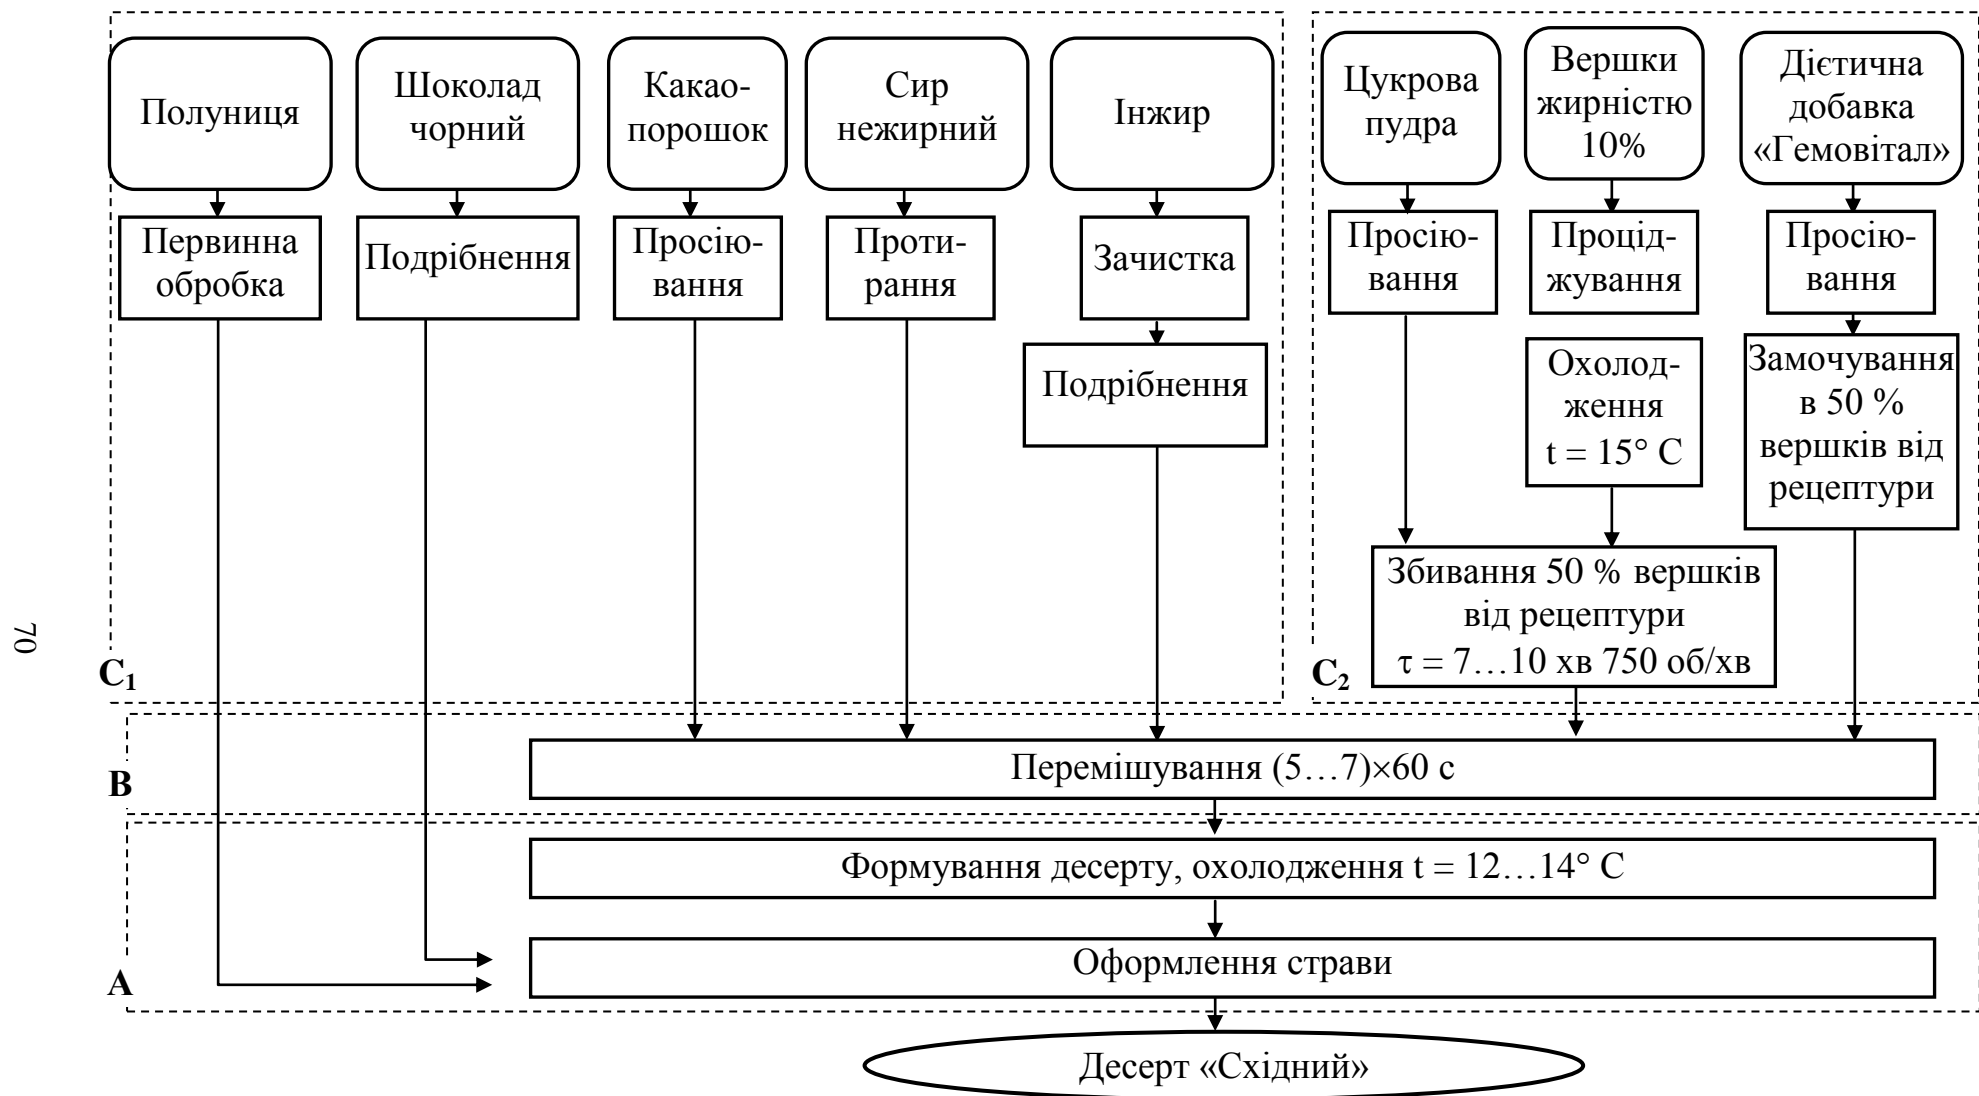 Полуниця
Шоколад
чорний
Какао-
порошок
Сир
нежирний
Інжир
Цукрова
пудра
Вершки
жирністю
10%
Дієтична
добавка
«Гемовітал»
Первинна
обробка
Подрібнення
Просію-
вання
Проти-
рання
Зачистка
Просію-
вання
Процід-
жування
Просію-
вання
Подрібнення
Охолод-
ження
t = 15° С
Замочування
в 50 %
вершків від
рецептури
Збивання 50 % вершків
від рецептури
τ = 7…10 хв 750 об/хв
70
С₁
С₂
В
Перемішування (5…7)×60 с
Формування десерту, охолодження t = 12…14° С
А
Оформлення страви
Десерт «Східний»